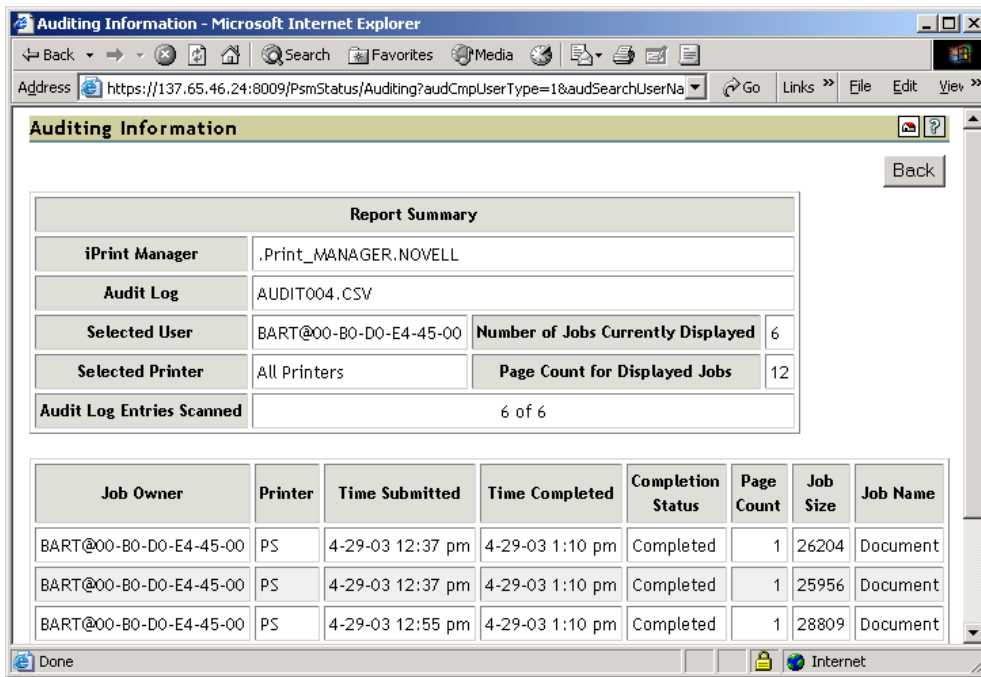 Auditing Information - Microsoft Internet Explorer
Back Search Favorites Media
Address https://137.65.46.24:8009/PsmStatus/Auditing?audCmpUserType=1&audSearchUserNa Go Links » File Edit View »
Auditing Information
Back
Report Summary
iPrint Manager .Print_MANAGER.NOVELL
Audit Log AUDIT004.CSV
Selected User BART@00-B0-D0-E4-45-00 Number of Jobs Currently Displayed 6
Selected Printer All Printers Page Count for Displayed Jobs 12
Audit Log Entries Scanned 6 of 6
Job Owner Printer Time Submitted Time Completed Completion Status Page Count Job Size Job Name
BART@00-B0-D0-E4-45-00 PS 4-29-03 12:37 pm 4-29-03 1:10 pm Completed 1 26204 Document
BART@00-B0-D0-E4-45-00 PS 4-29-03 12:37 pm 4-29-03 1:10 pm Completed 1 25956 Document
BART@00-B0-D0-E4-45-00 PS 4-29-03 12:55 pm 4-29-03 1:10 pm Completed 1 28809 Document
Done Internet